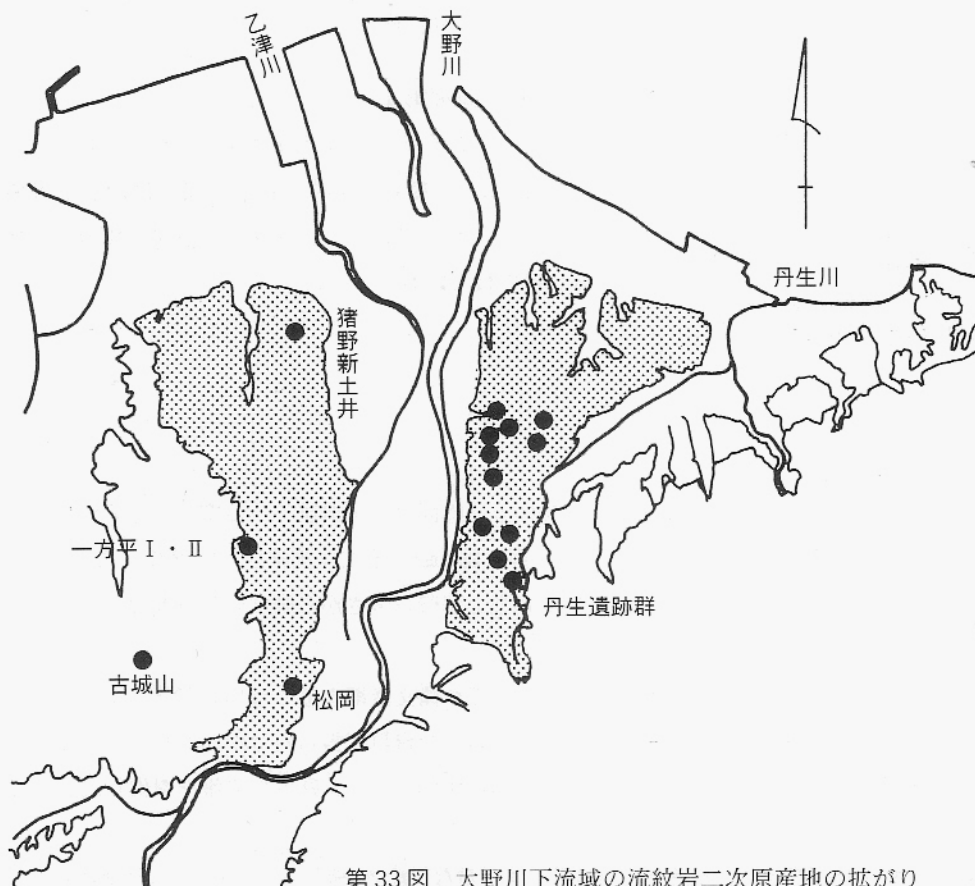 乙津川
大野川
丹生川
猪野新土井
一方平Ⅰ・Ⅱ
丹生遺跡群
古城山
松岡
第33図 大野川下流域の流紋岩二次原産地の拡がり